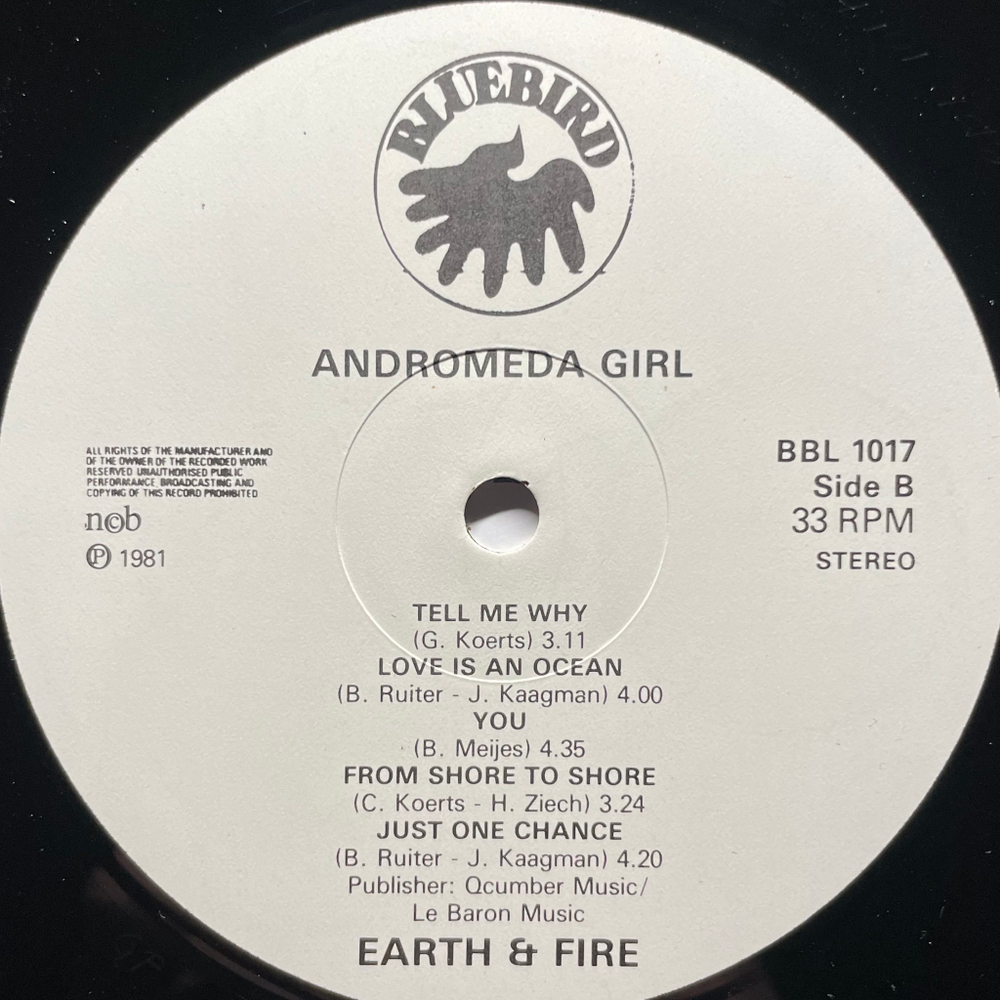 BLUEBIRD
ANDROMEDA GIRL
ALL RIGHTS OF THE MANUFACTURER AND
OF THE OWNER OF THE RECORDED WORK
RESERVED UNAUTHORISED PUBLIC
PERFORMANCE, BROADCASTING AND
COPYING OF THIS RECORD PROHIBITED
n©b
℗ 1981
BBL 1017
Side B
33 RPM
STEREO
TELL ME WHY
(G. Koerts) 3.11
LOVE IS AN OCEAN
(B. Ruiter - J. Kaagman) 4.00
YOU
(B. Meijes) 4.35
FROM SHORE TO SHORE
(C. Koerts - H. Ziech) 3.24
JUST ONE CHANCE
(B. Ruiter - J. Kaagman) 4.20
Publisher: Qcumber Music/
Le Baron Music
EARTH & FIRE